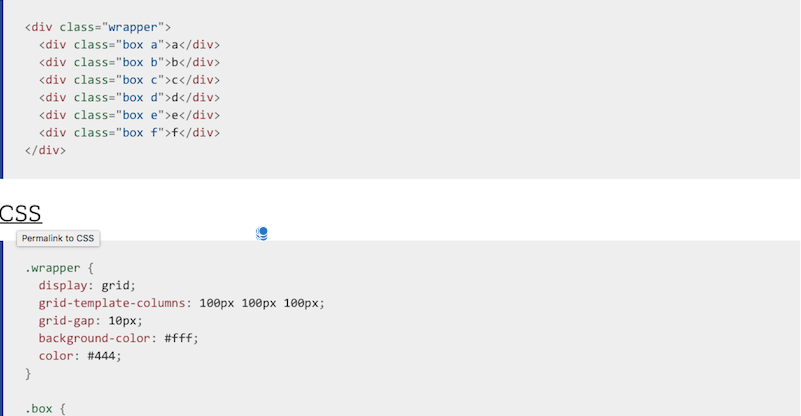 <div class="wrapper">
  <div class="box a">a</div>
  <div class="box b">b</div>
  <div class="box c">c</div>
  <div class="box d">d</div>
  <div class="box e">e</div>
  <div class="box f">f</div>
</div>
CSS
Permalink to CSS
.wrapper {
  display: grid;
  grid-template-columns: 100px 100px 100px;
  grid-gap: 10px;
  background-color: #fff;
  color: #444;
}
.box {